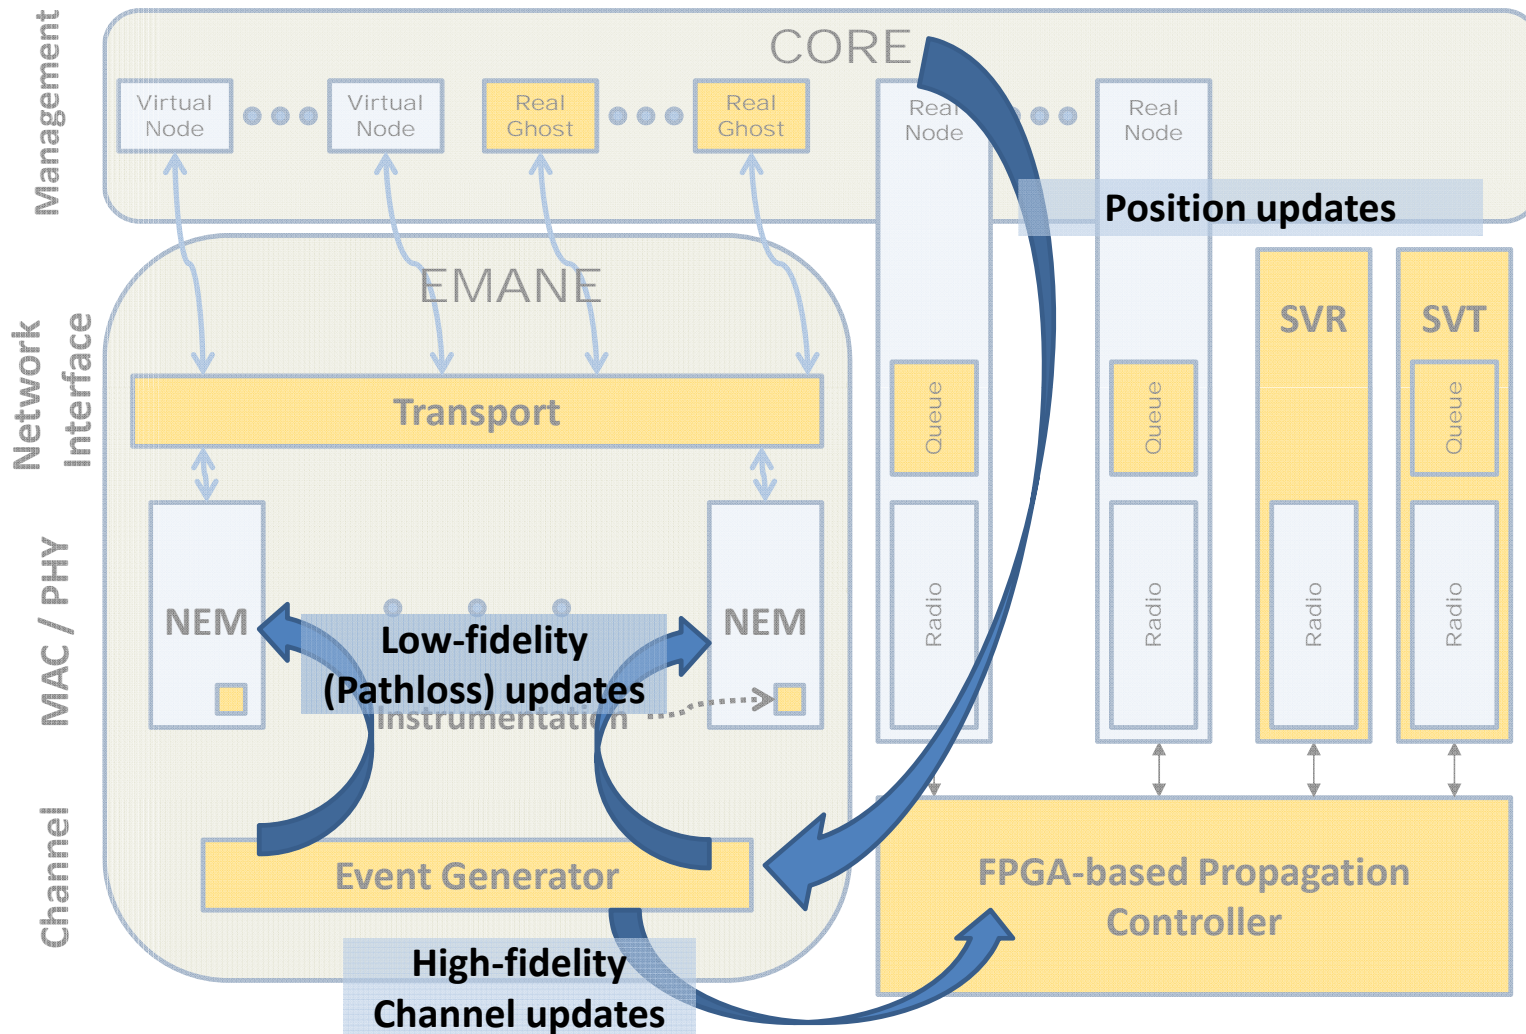 Management
CORE
Virtual
Node
Virtual
Node
Real
Ghost
Real
Ghost
Real
Node
Real
Node
Position updates
Network
Interface
EMANE
Transport
Queue
Queue
SVR
SVT
Queue
MAC / PHY
NEM
NEM
Low-fidelity
(Pathloss) updates
Instrumentation
Radio
Radio
Radio
Radio
Channel
Event Generator
FPGA-based Propagation
Controller
High-fidelity
Channel updates